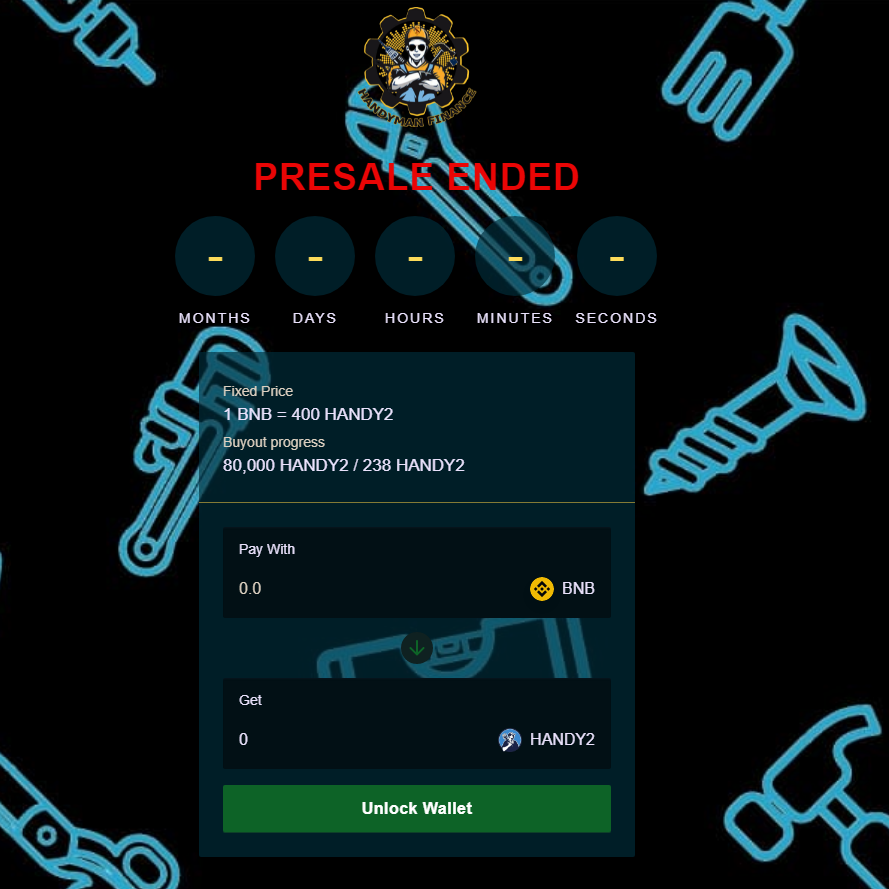 HANDYMAN FINANCE
PRESALE ENDED
- - - - -
MONTHS DAYS HOURS MINUTES SECONDS
Fixed Price
1 BNB = 400 HANDY2
Buyout progress
80,000 HANDY2 / 238 HANDY2
Pay With
0.0 BNB
Get
0 HANDY2
Unlock Wallet